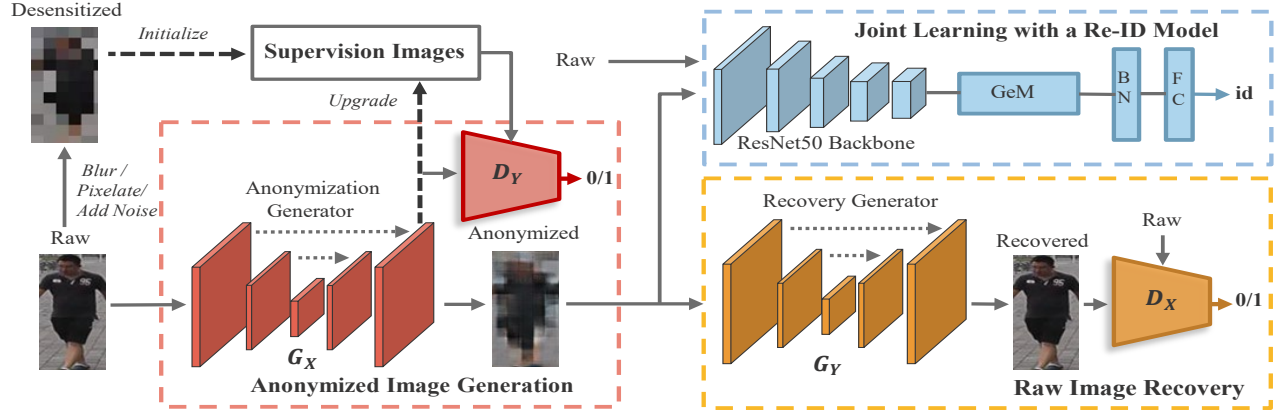 Desensitized
Initialize
Supervision Images
Upgrade
Blur /
Pixelate/
Add Noise
Raw
Anonymization
Generator
D_Y
0/1
Anonymized
G_X
Anonymized Image Generation
Joint Learning with a Re-ID Model
Raw
ResNet50 Backbone
GeM
B
N
F
C
id
Recovery Generator
G_Y
Recovered
Raw
D_X
0/1
Raw Image Recovery